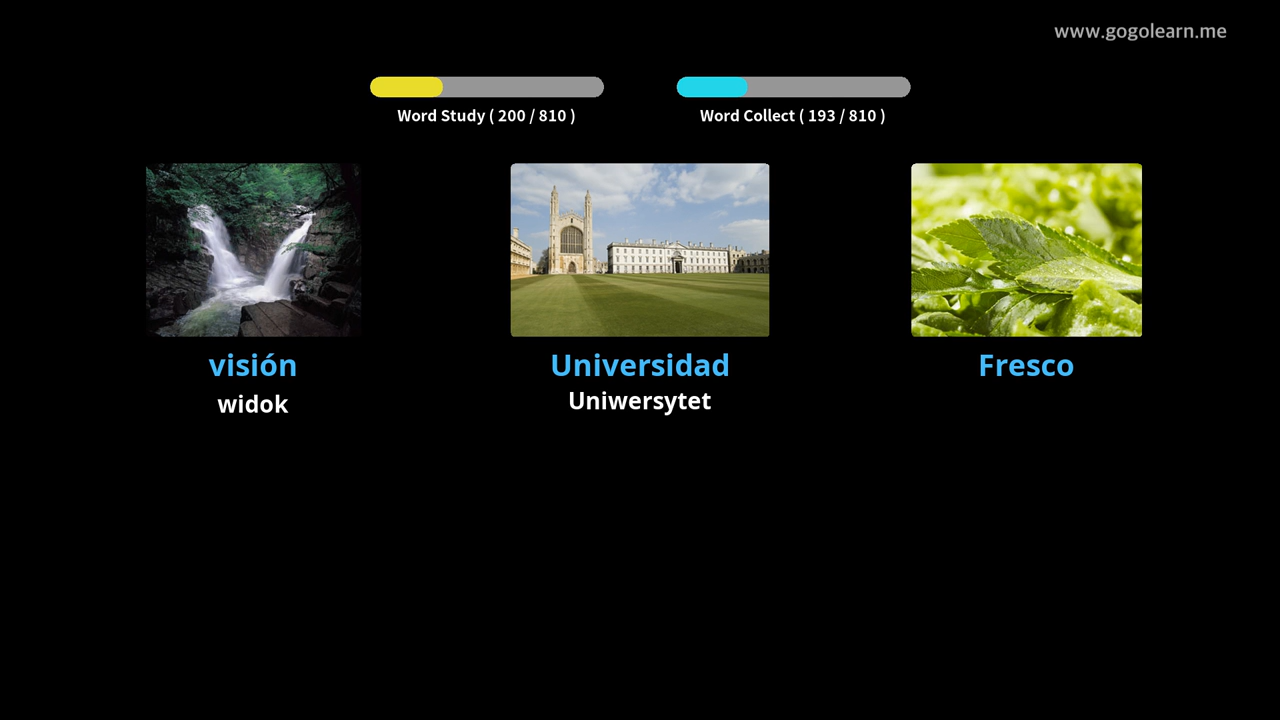 www.gogolearn.me
Word Study ( 200 / 810 )
Word Collect ( 193 / 810 )
visión
widok
Universidad
Uniwersytet
Fresco